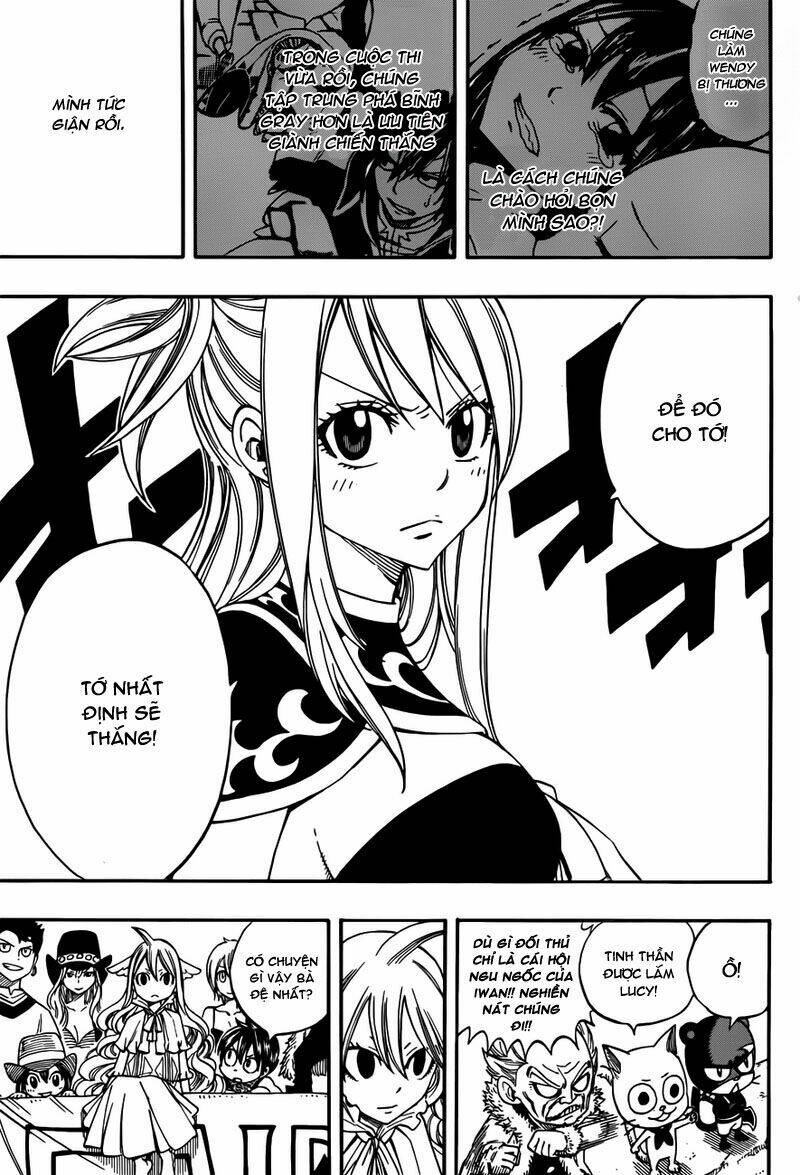 CHÚNG
LÀM
WENDY
BỊ THƯƠNG
...
LÀ GÁCH CHÚNG
CHÀO HỎI BỌN
MÌNH SAO?!
TRONG CUỘC THI
VỪA RỒI, CHÚNG
TẬP TRUNG PHÁ BĨNH
GRAY HƠN LÀ ƯU TIÊN
GIÀNH CHIẾN THẮNG
MÌNH TỨC
GIẬN RỒI.
ĐỂ ĐÓ
CHO TỚ!
TỚ NHẤT
ĐỊNH SẼ
THẮNG!
Ồ!
TINH THẦN
ĐƯỢC LẮM
LUCY!
DÙ GÌ ĐỐI THỦ
CHỈ LÀ CÁI HỘI
NGU NGỐC CỦA
IWAN!! NGHIỀN
NÁT CHÚNG
ĐI!!
CÓ CHUYỆN
GÌ VẬY BÀ
ĐỆ NHẤT?